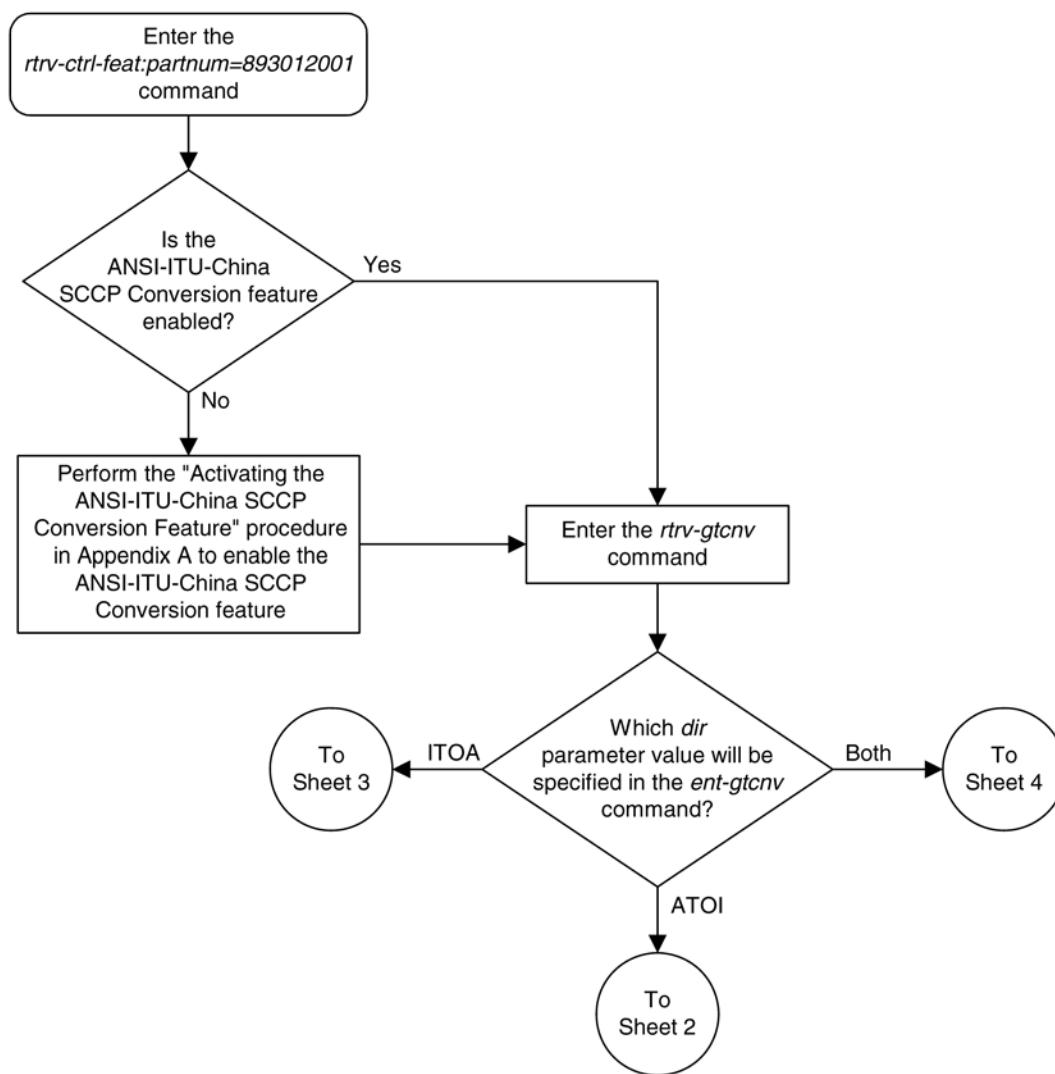 Enter the
rtrv-ctrl-feat:partnum=893012001
command
Is the
ANSI-ITU-China
SCCP Conversion feature
enabled?
Yes
No
Perform the "Activating the
ANSI-ITU-China SCCP
Conversion Feature" procedure
in Appendix A to enable the
ANSI-ITU-China SCCP
Conversion feature
Enter the rtrv-gtcnv
command
Which dir
parameter value will be
specified in the ent-gtcnv
command?
ITOA
Both
To
Sheet 3
To
Sheet 4
ATOI
To
Sheet 2